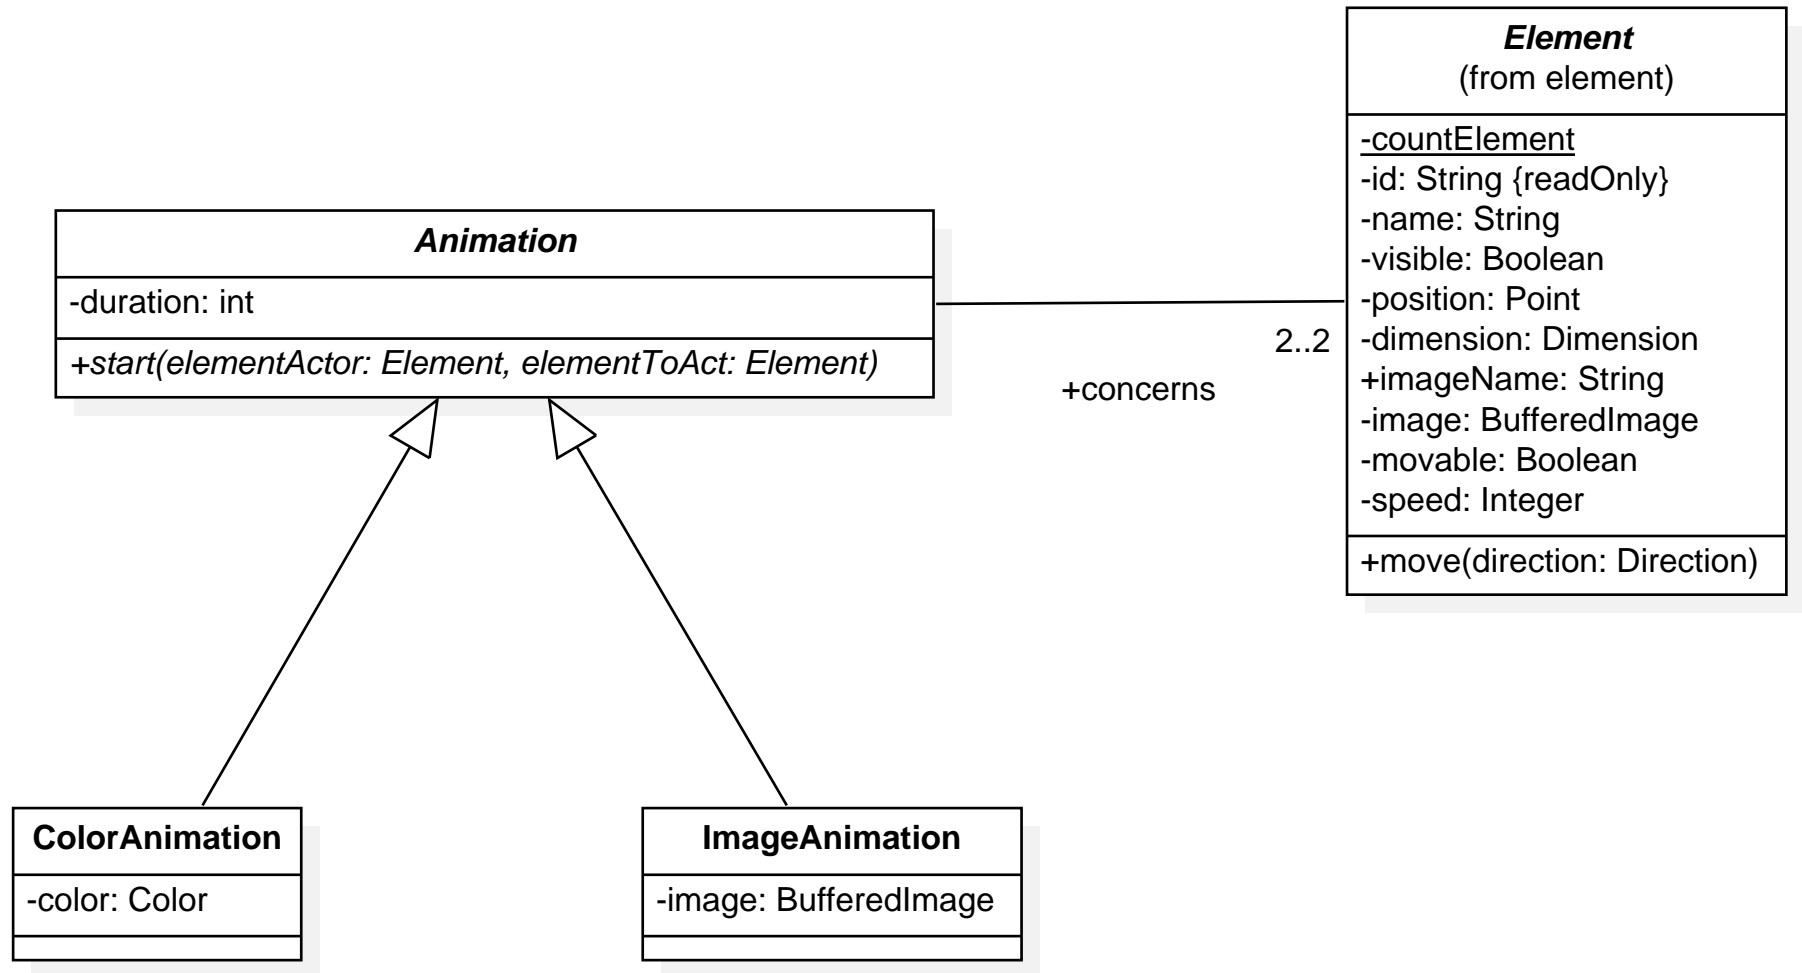 Element
(from element)
-countElement
-id: String {readOnly}
-name: String
-visible: Boolean
-position: Point
-dimension: Dimension
+imageName: String
-image: BufferedImage
-movable: Boolean
-speed: Integer
+move(direction: Direction)
Animation
-duration: int
+start(elementActor: Element, elementToAct: Element)
2..2
+concerns
ColorAnimation
-color: Color
ImageAnimation
-image: BufferedImage